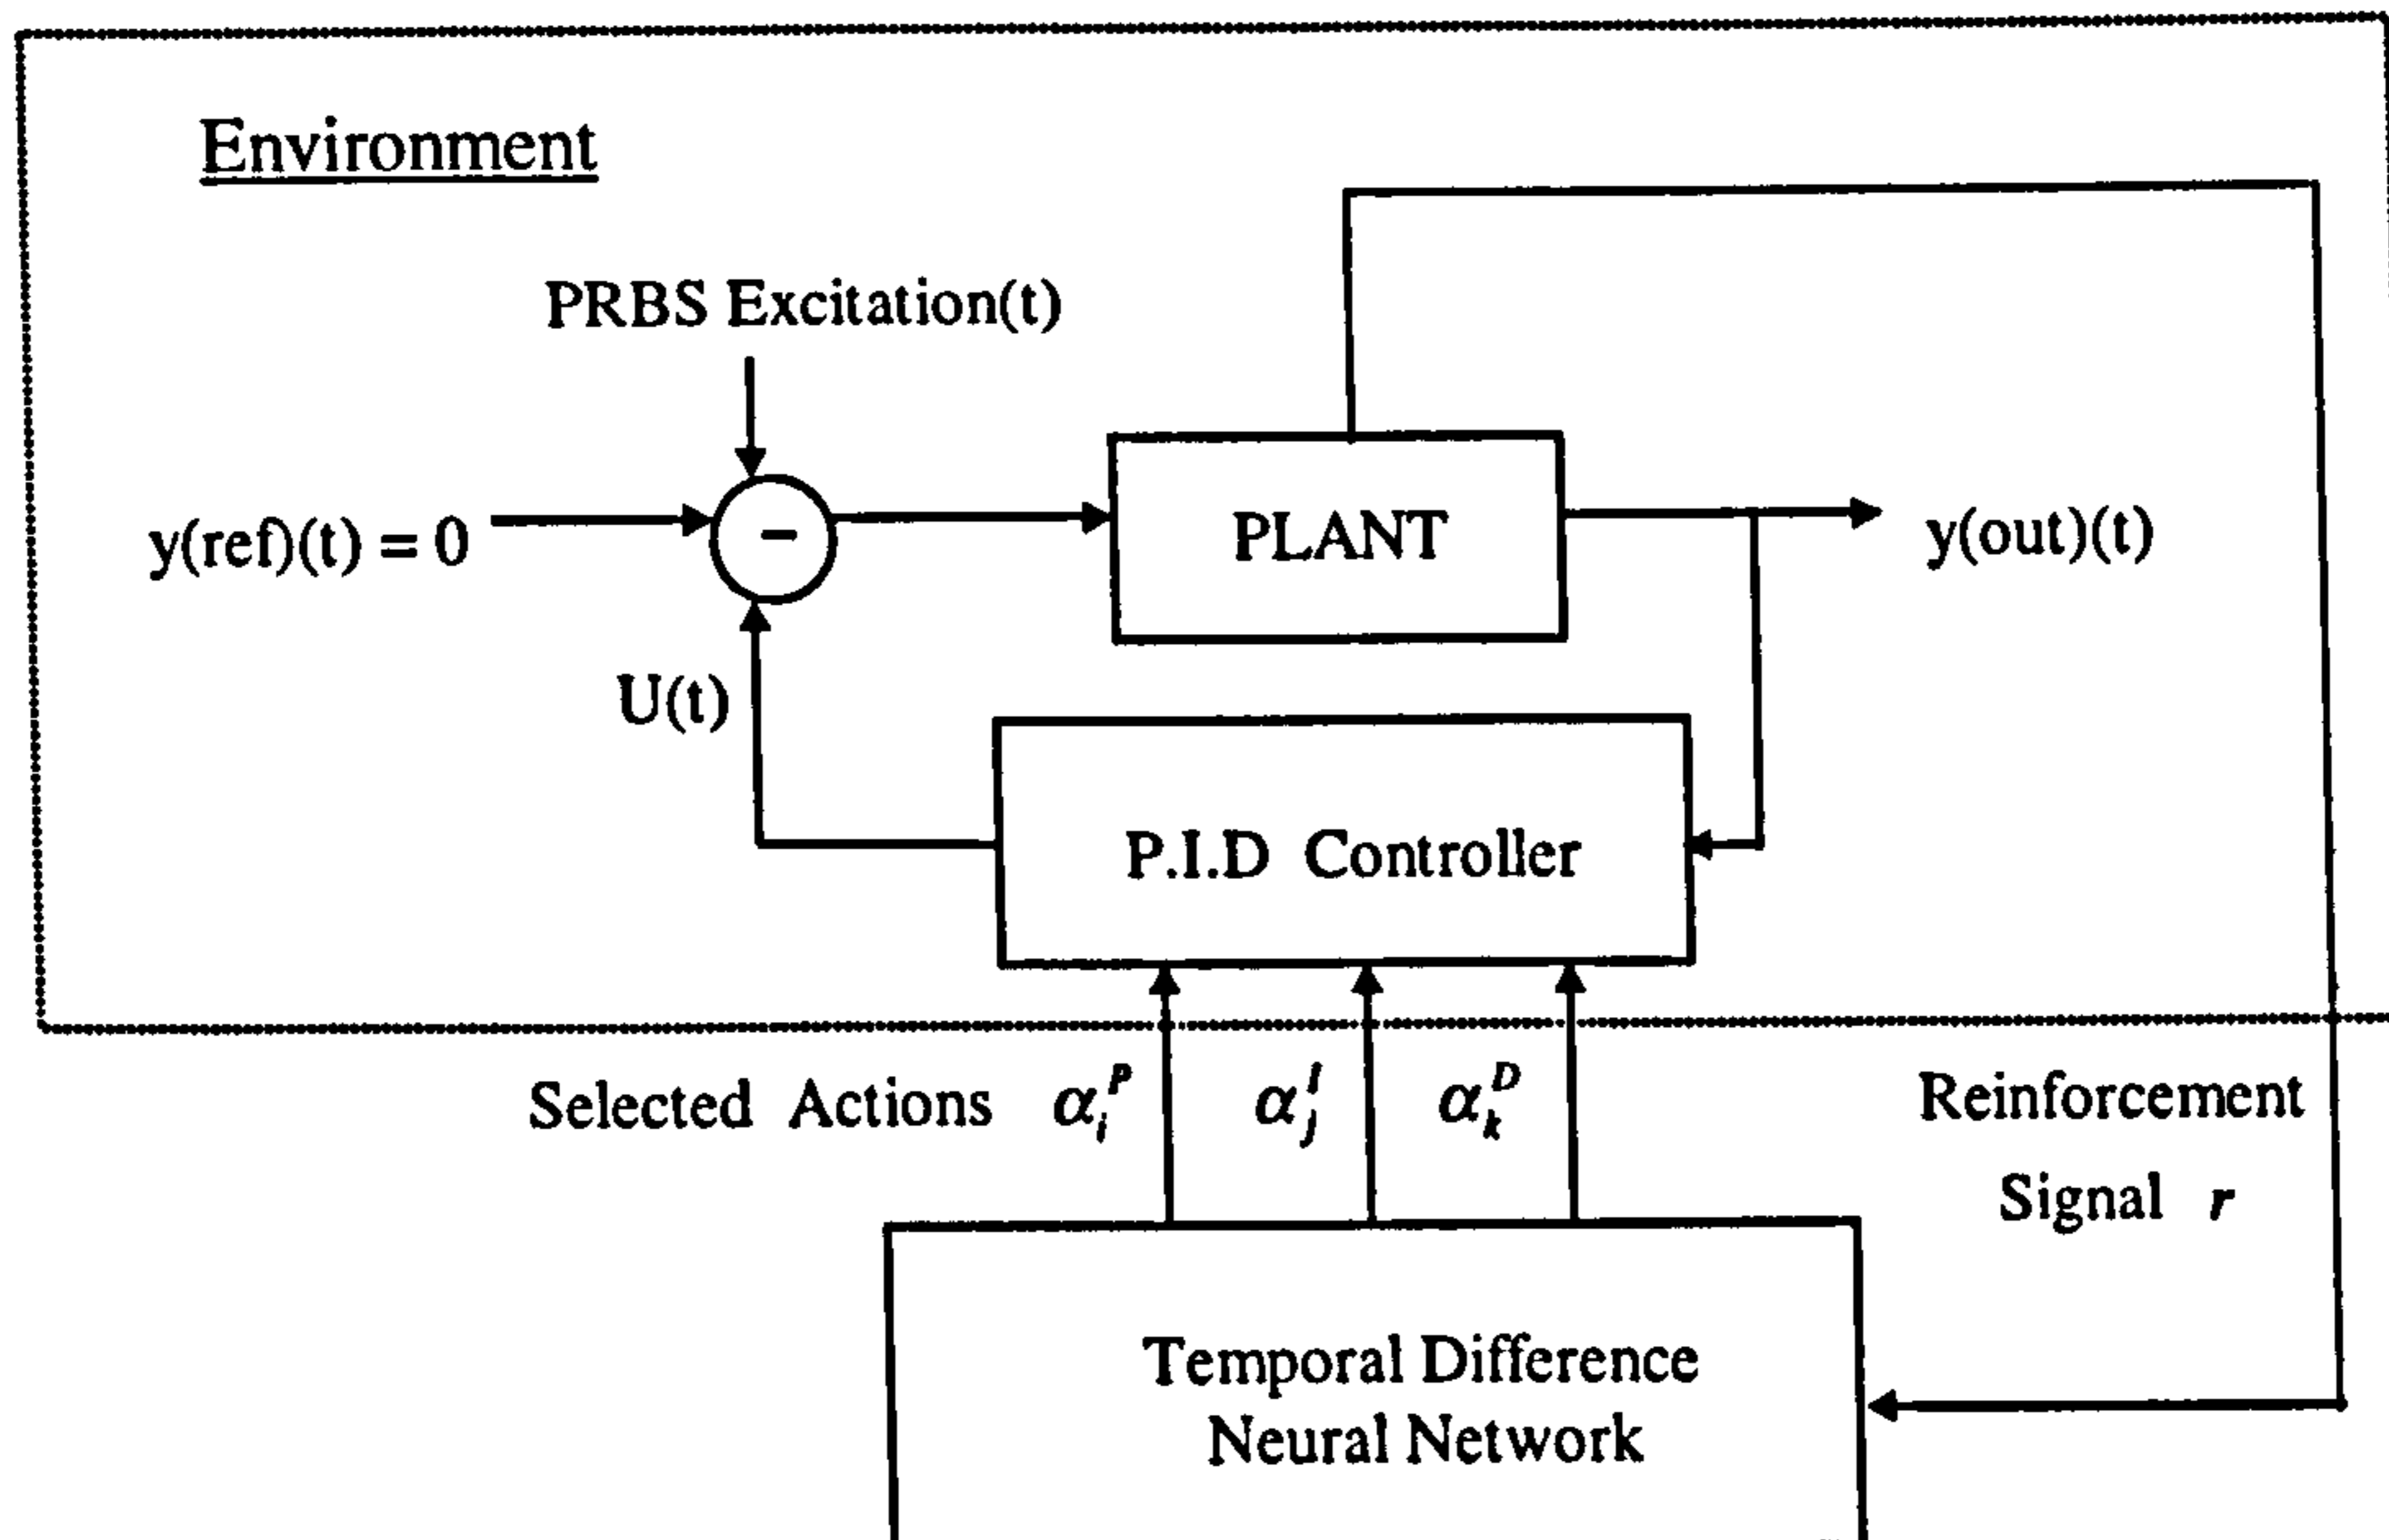 Environment
PRBS Excitation(t)
y(ref)(t) = 0
-
PLANT
y(out)(t)
U(t)
P.I.D Controller
Selected Actions α_i^P α_j^I α_k^D
Reinforcement
Signal r
Temporal Difference
Neural Network